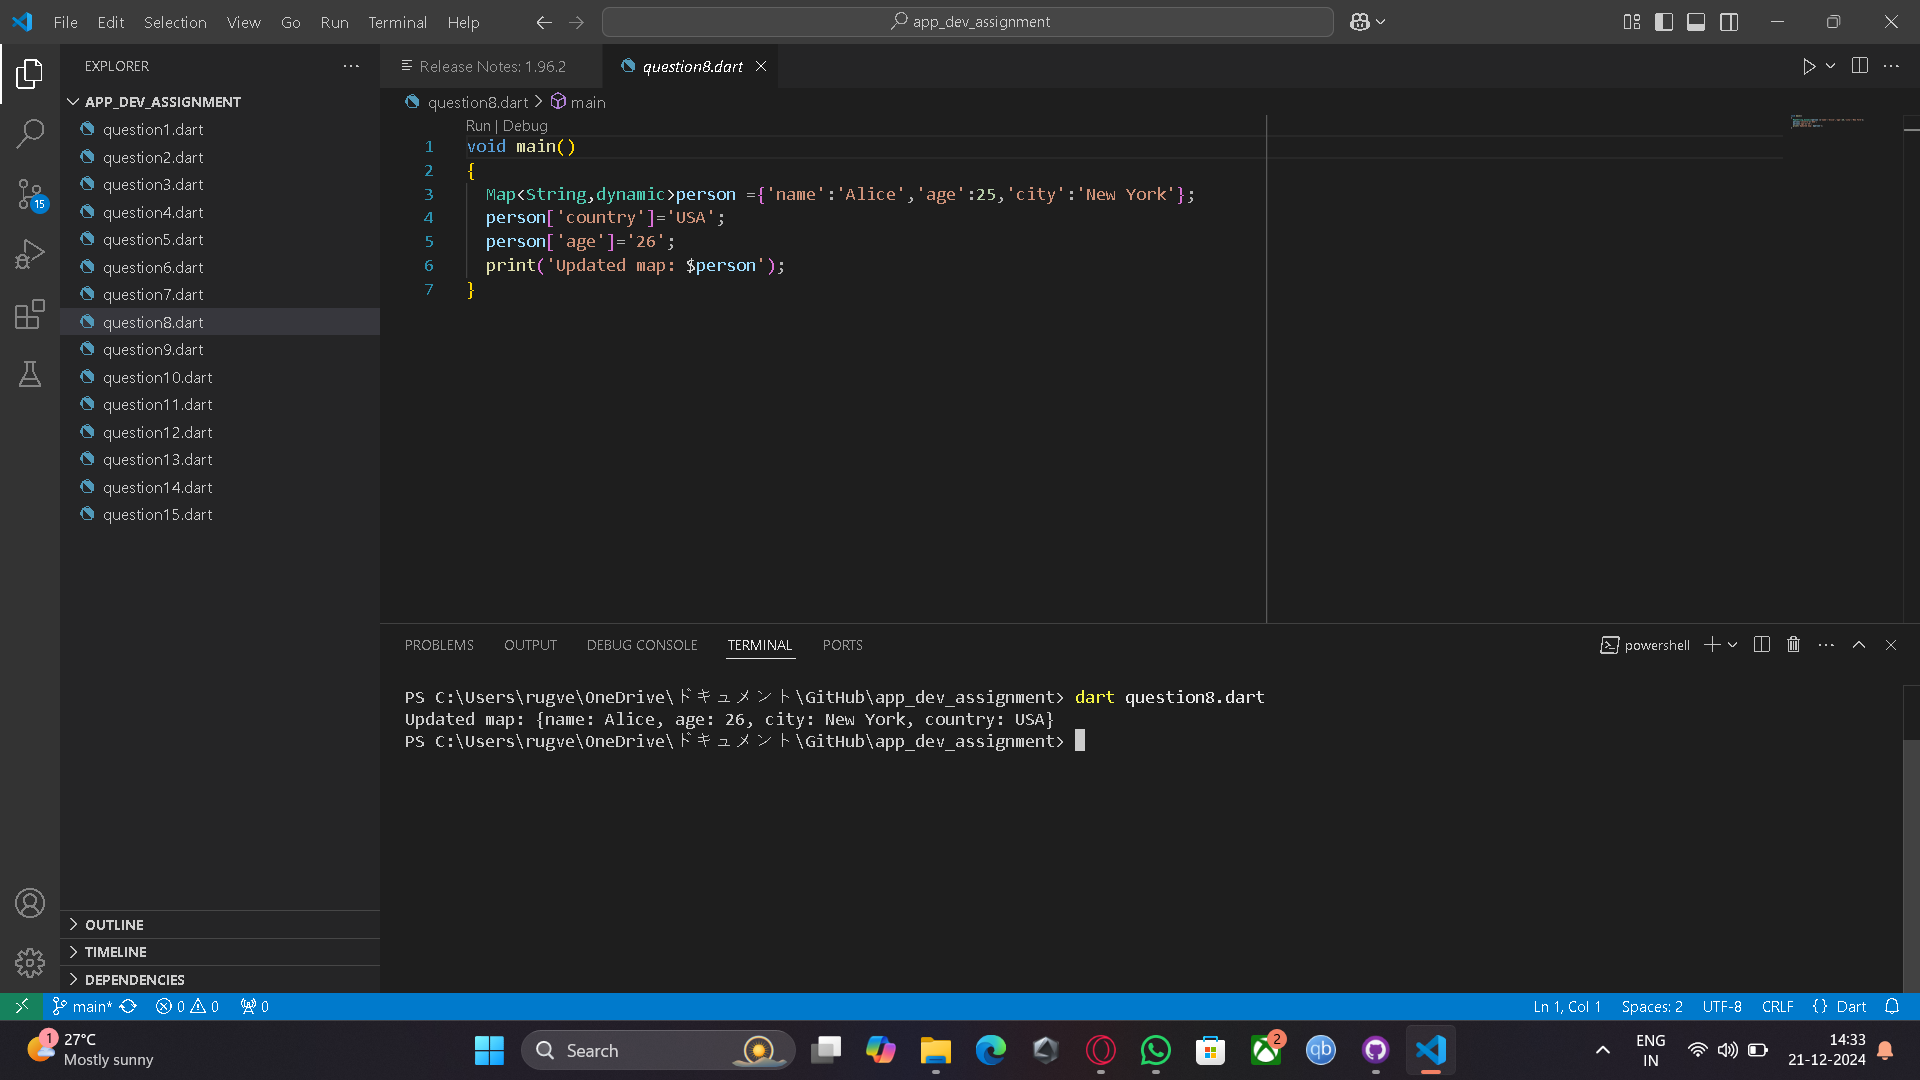 File Edit Selection View Go Run Terminal Help
app_dev_assignment
EXPLORER
APP_DEV_ASSIGNMENT
question1.dart
question2.dart
question3.dart
question4.dart
question5.dart
question6.dart
question7.dart
question8.dart
question9.dart
question10.dart
question11.dart
question12.dart
question13.dart
question14.dart
question15.dart
OUTLINE
TIMELINE
DEPENDENCIES
15
Release Notes: 1.96.2
question8.dart
question8.dart > main
Run | Debug
1 void main()
2 {
3 Map<String,dynamic>person ={'name':'Alice','age':25,'city':'New York'};
4 person['country']='USA';
5 person['age']='26';
6 print('Updated map: $person');
7 }
PROBLEMS OUTPUT DEBUG CONSOLE TERMINAL PORTS
powershell
PS C:\Users\rugve\OneDrive\ドキュメント\GitHub\app_dev_assignment> dart question8.dart
Updated map: {name: Alice, age: 26, city: New York, country: USA}
PS C:\Users\rugve\OneDrive\ドキュメント\GitHub\app_dev_assignment>
main* 0 0 0
Ln 1, Col 1 Spaces: 2 UTF-8 CRLF {} Dart
1
27°C
Mostly sunny
Search
2
qb
ENG
IN
14:33
21-12-2024